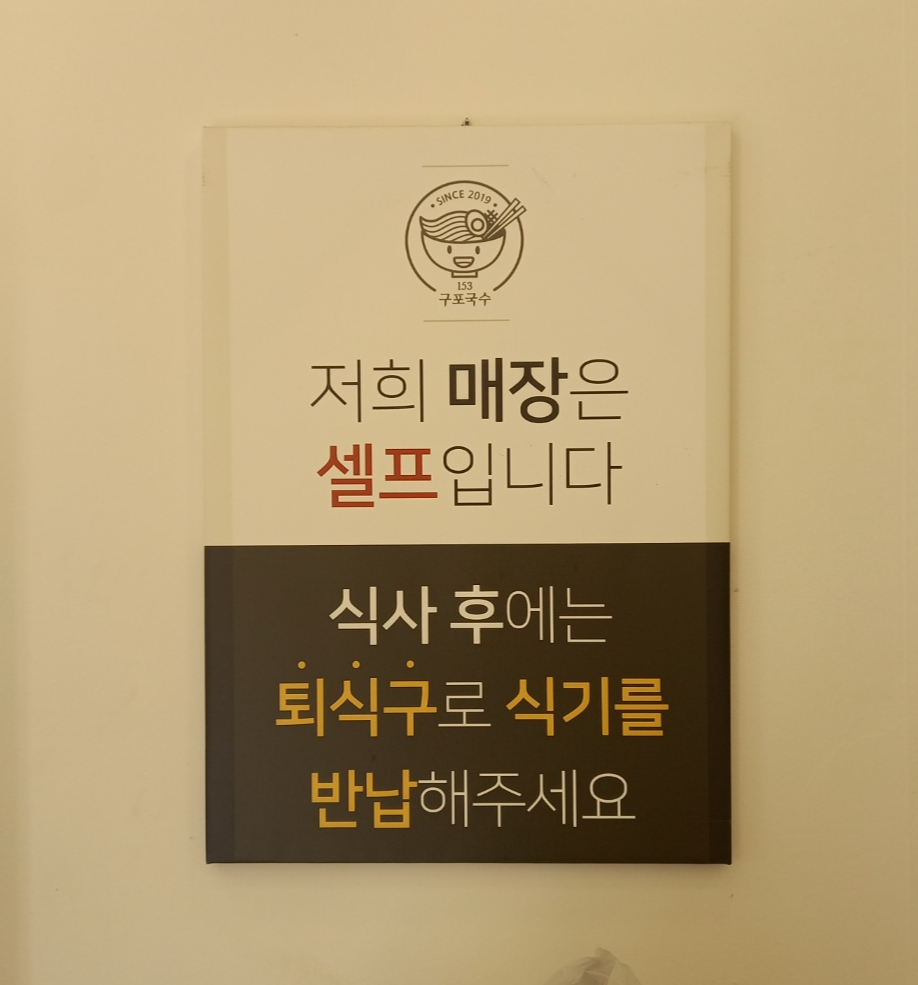 SINCE 2019
153
구포국수
저희 매장은
셀프입니다
식사 후에는
퇴식구로 식기를
반납해주세요